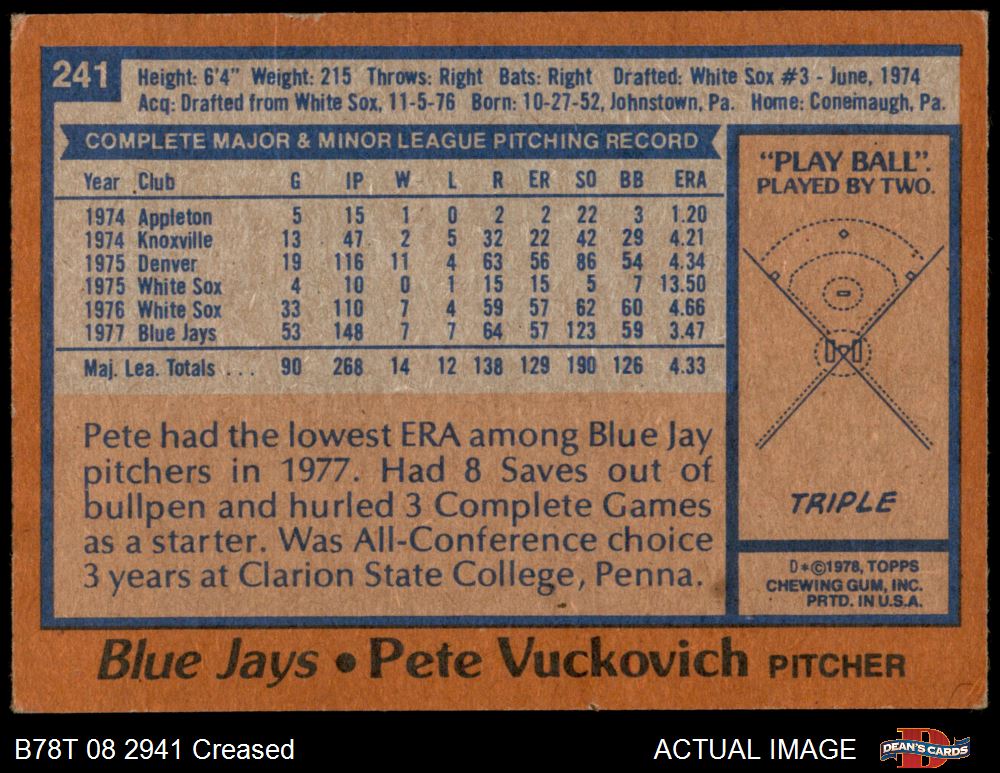 241
Height: 6'4" Weight: 215 Throws: Right Bats: Right Drafted: White Sox #3 - June, 1974
Acq: Drafted from White Sox, 11-5-76 Born: 10-27-52, Johnstown, Pa. Home: Conemaugh, Pa.
COMPLETE MAJOR & MINOR LEAGUE PITCHING RECORD
Year Club G IP W L R ER SO BB ERA
1974 Appleton 5 15 1 0 2 2 22 3 1.20
1974 Knoxville 13 47 2 5 32 22 42 29 4.21
1975 Denver 19 116 11 4 63 56 86 54 4.34
1975 White Sox 4 10 0 1 15 15 5 7 13.50
1976 White Sox 33 110 7 4 59 57 62 60 4.66
1977 Blue Jays 53 148 7 7 64 57 123 59 3.47
Maj. Lea. Totals . . . 90 268 14 12 138 129 190 126 4.33
Pete had the lowest ERA among Blue Jay
pitchers in 1977. Had 8 Saves out of
bullpen and hurled 3 Complete Games
as a starter. Was All-Conference choice
3 years at Clarion State College, Penna.
"PLAY BALL".
PLAYED BY TWO.
TRIPLE
D*©1978, TOPPS
CHEWING GUM, INC.
PRTD. IN U.S.A.
Blue Jays • Pete Vuckovich PITCHER
B78T 08 2941 Creased
ACTUAL IMAGE
DEAN'S CARDS